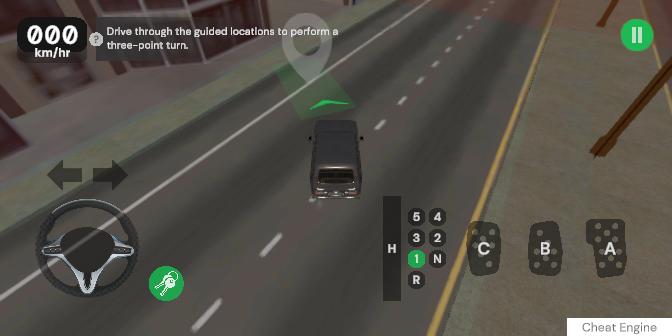 000
km/hr
? Drive through the guided locations to perform a
three-point turn.
5 4
3 2
H 1 N
R
C B A
Cheat Engine